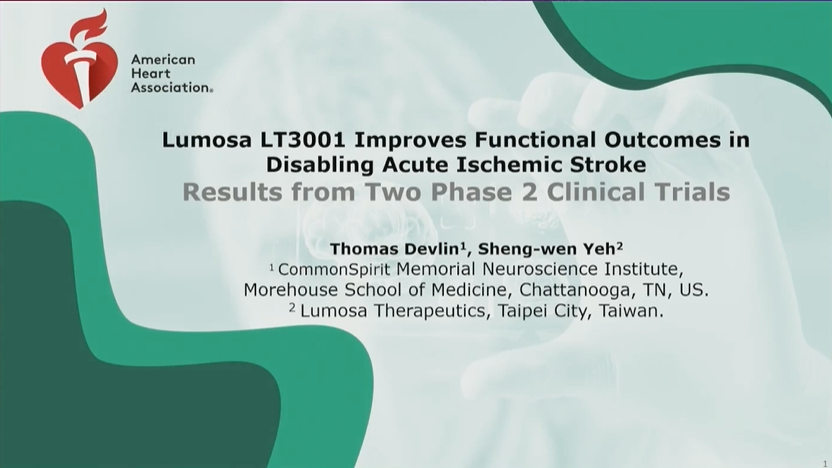 American
Heart
Association®
Lumosa LT3001 Improves Functional Outcomes in
Disabling Acute Ischemic Stroke
Results from Two Phase 2 Clinical Trials
Thomas Devlin¹, Sheng-wen Yeh²
¹ CommonSpirit Memorial Neuroscience Institute,
Morehouse School of Medicine, Chattanooga, TN, US.
² Lumosa Therapeutics, Taipei City, Taiwan.
1